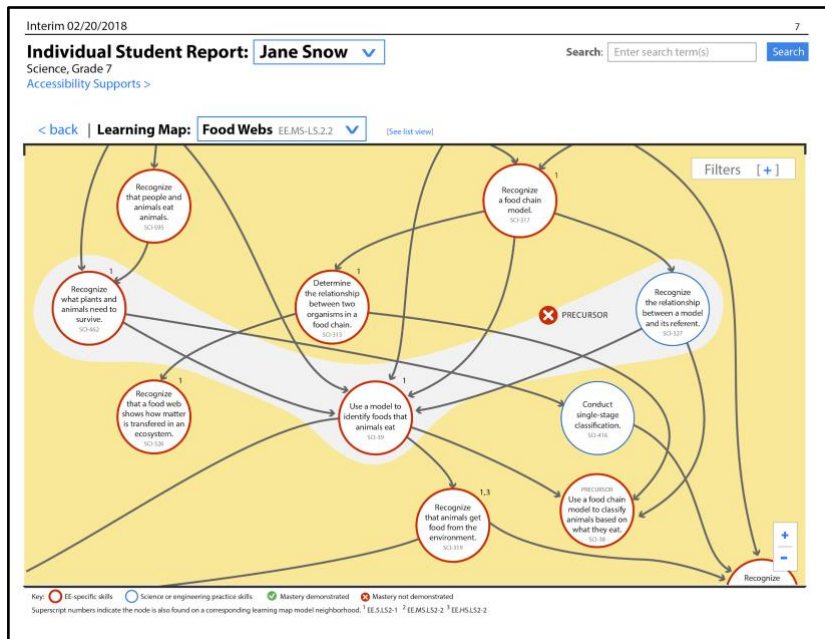 Interim 02/20/2018
7
Individual Student Report: Jane Snow
Search: Enter search term(s) Search
Science, Grade 7
Accessibility Supports >
< back | Learning Map: Food Webs EE.MS-LS.2.2 [See list view]
Filters [+]
Recognize
that people and
animals eat
animals.
SCI-595
1
Recognize
a food chain
model.
SCI-317
1
Recognize
what plants and
animals need to
survive.
SCI-462
1
Determine
the relationship
between two
organisms in a
food chain.
SCI-313
PRECURSOR
Recognize
the relationship
between a model
and its referent.
SCI-327
1
Recognize
that a food web
shows how matter
is transfered in an
ecosystem.
SCI-326
1
Use a model to
identify foods that
animals eat
SCI-39
Conduct
single-stage
classification.
SCI-416
1,3
Recognize
that animals get
food from the
environment.
SCI-319
PRECURSOR
Use a food chain
model to classify
animals based on
what they eat.
SCI-38
+
−
Recognize
Key: EE-specific skills Science or engineering practice skills Mastery demonstrated Mastery not demonstrated
Superscript numbers indicate the node is also found on a corresponding learning map model neighborhood. 1 EE.5.LS2-1 2 EE.MS.LS2-2 3 EE.HS.LS2-2